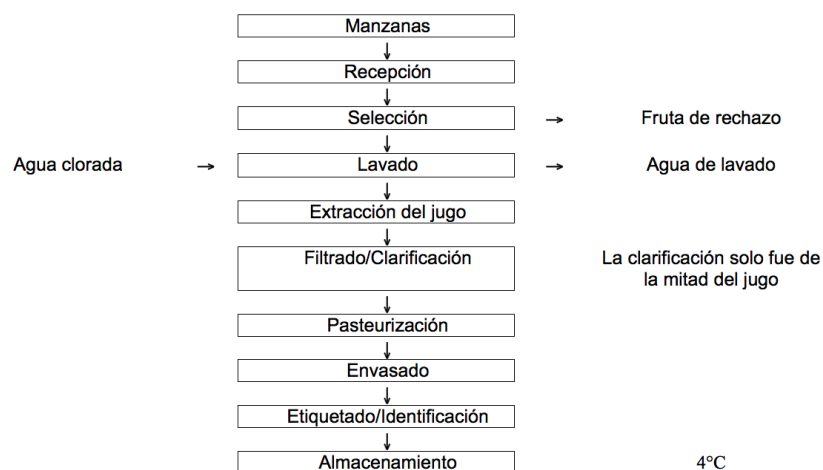 Manzanas
Recepción
Selección
Fruta de rechazo
Agua clorada
Lavado
Agua de lavado
Extracción del jugo
Filtrado/Clarificación
La clarificación solo fue de
la mitad del jugo
Pasteurización
Envasado
Etiquetado/Identificación
Almacenamiento
4°C